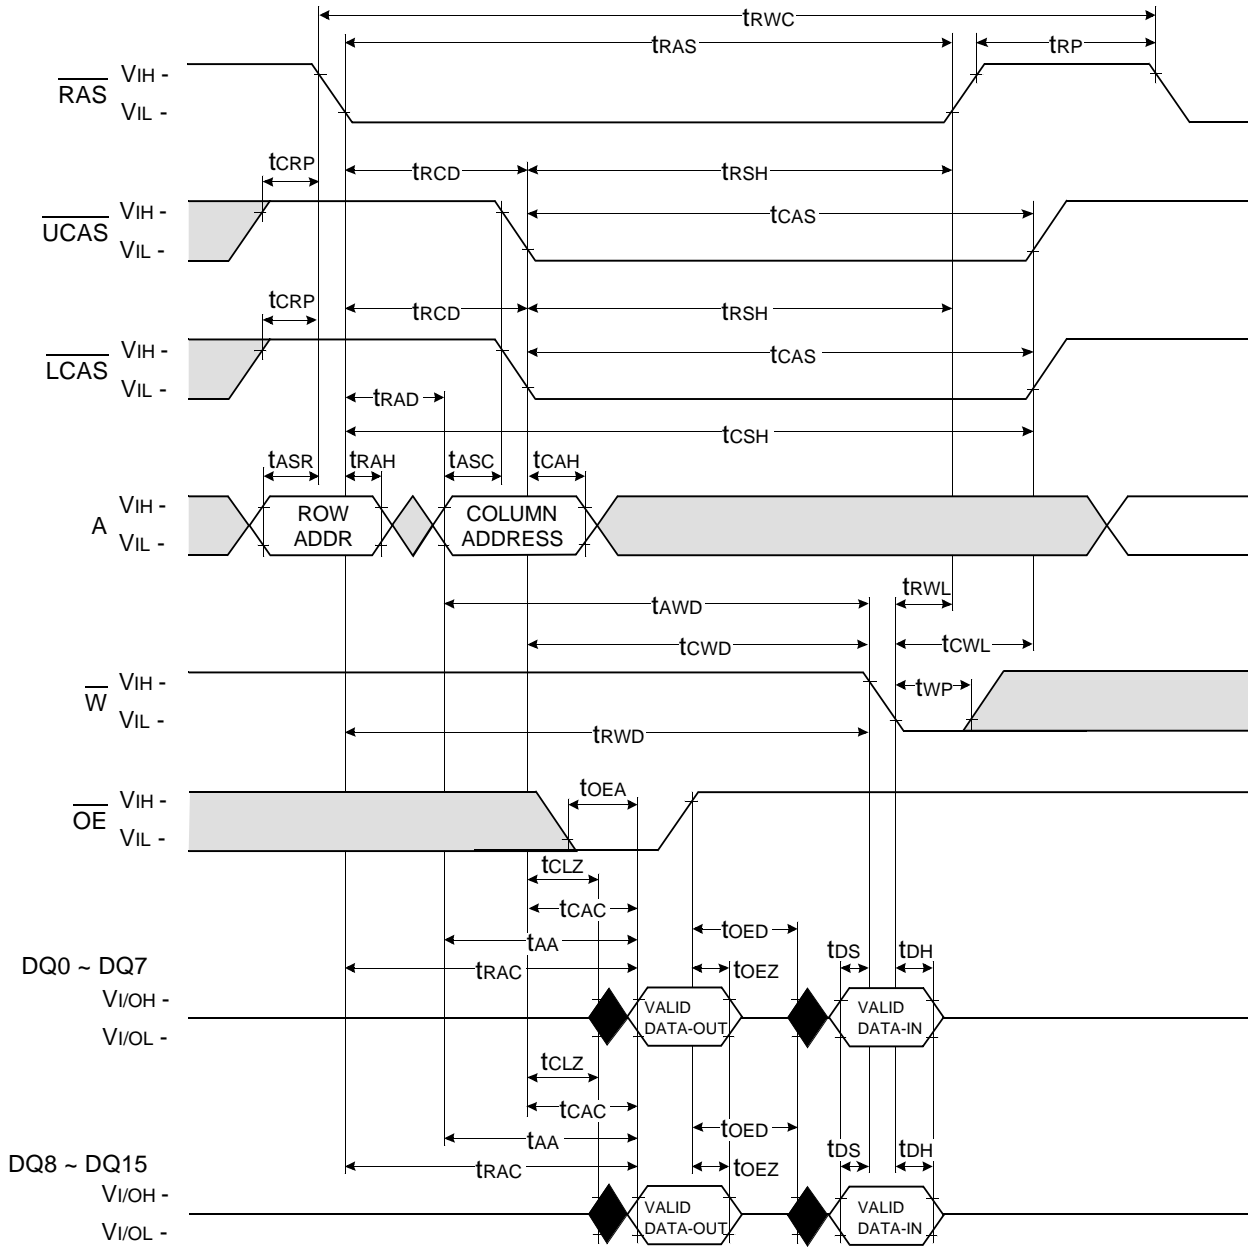 tRWC
tRAS
tRP
RAS
VIH -
VIL -
tCRP
tRCD
tRSH
UCAS
VIH -
VIL -
tCAS
tCRP
tRCD
tRSH
LCAS
VIH -
VIL -
tCAS
tRAD
tCSH
tASR
tRAH
tASC
tCAH
A
VIH -
VIL -
ROW
ADDR
COLUMN
ADDRESS
tRWL
tAWD
tCWD
tCWL
W
VIH -
VIL -
tWP
tRWD
OE
VIH -
VIL -
tOEA
tCLZ
tCAC
tOED
tAA
tDS
tDH
DQ0 ~ DQ7
tRAC
tOEZ
VI/OH -
VI/OL -
VALID
DATA-OUT
VALID
DATA-IN
tCLZ
tCAC
tOED
tAA
tDS
tDH
DQ8 ~ DQ15
tRAC
tOEZ
VI/OH -
VI/OL -
VALID
DATA-OUT
VALID
DATA-IN